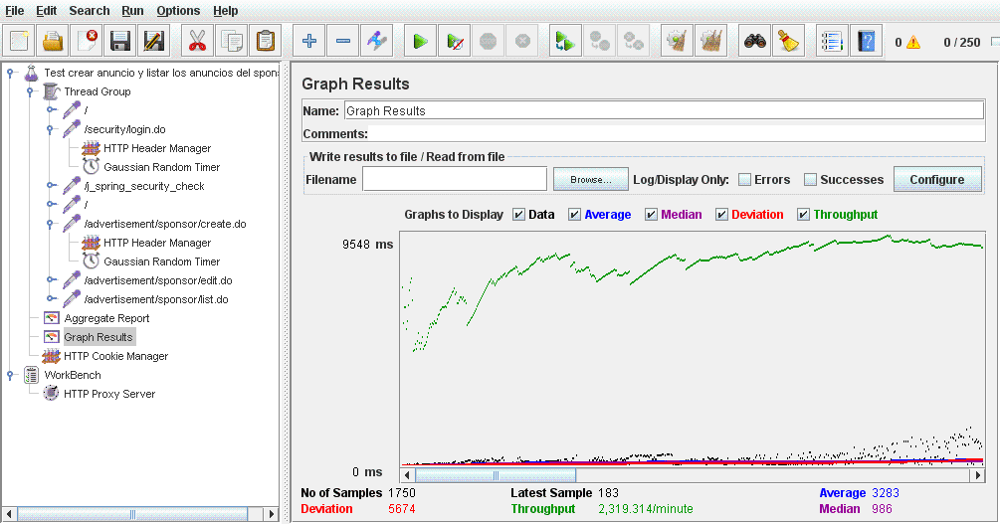 File Edit Search Run Options Help
0 0 / 250
Test crear anuncio y listar los anuncios del spons
Thread Group
/
/security/login.do
HTTP Header Manager
Gaussian Random Timer
/j_spring_security_check
/
/advertisement/sponsor/create.do
HTTP Header Manager
Gaussian Random Timer
/advertisement/sponsor/edit.do
/advertisement/sponsor/list.do
Aggregate Report
Graph Results
HTTP Cookie Manager
WorkBench
HTTP Proxy Server
Graph Results
Name: Graph Results
Comments:
Write results to file / Read from file
Filename Browse... Log/Display Only: Errors Successes Configure
Graphs to Display Data Average Median Deviation Throughput
9548 ms
0 ms
No of Samples 1750 Latest Sample 183 Average 3283
Deviation 5674 Throughput 2,319.314/minute Median 986